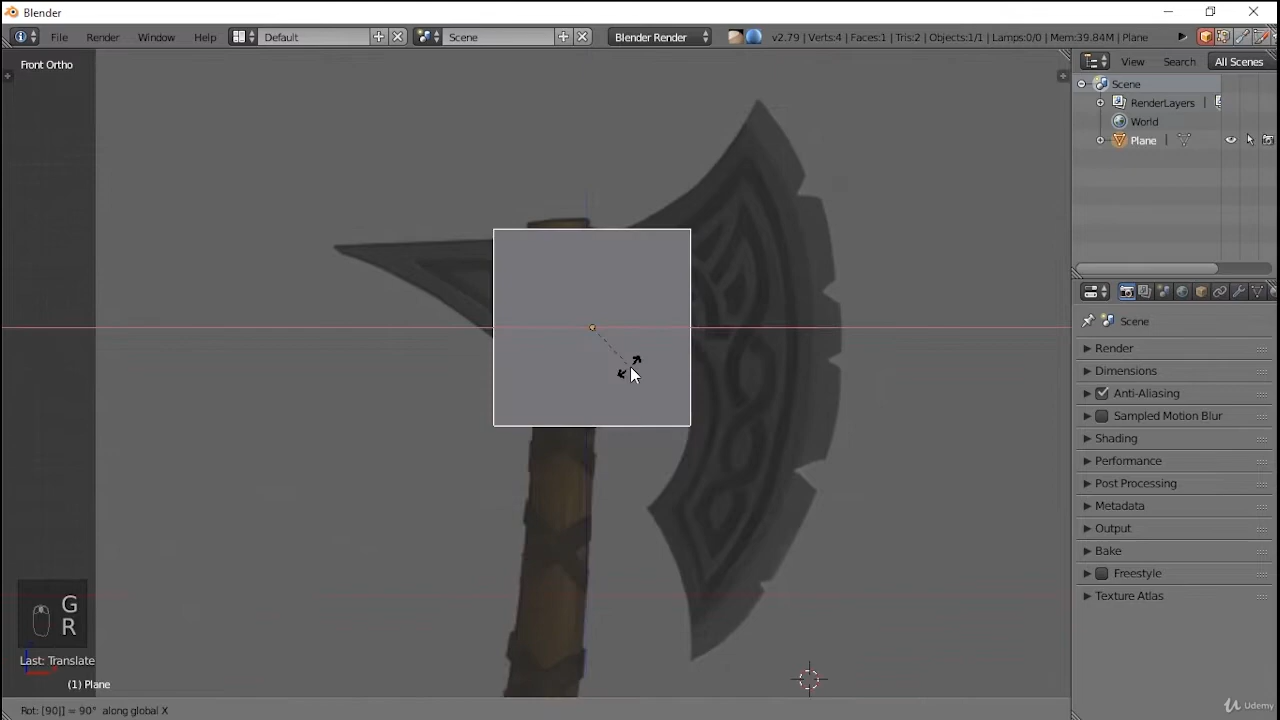 Blender
File Render Window Help Default Scene Blender Render v2.79 | Verts:4 | Faces:1 | Tris:2 | Objects:1/1 | Lamps:0/0 | Mem:39.84M | Plane
Front Ortho
View Search All Scenes
Scene
RenderLayers
World
Plane
Scene
Render
Dimensions
Anti-Aliasing
Sampled Motion Blur
Shading
Performance
Post Processing
Metadata
Output
Bake
Freestyle
Texture Atlas
G
R
Last: Translate
(1) Plane
Rot: [90|] = 90° along global X
Udemy